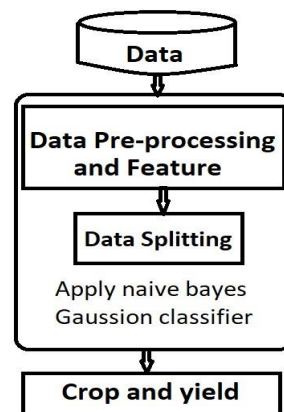 Data
Data Pre-processing
and Feature
Data Splitting
Apply naive bayes
Gaussion classifier
Crop and yield